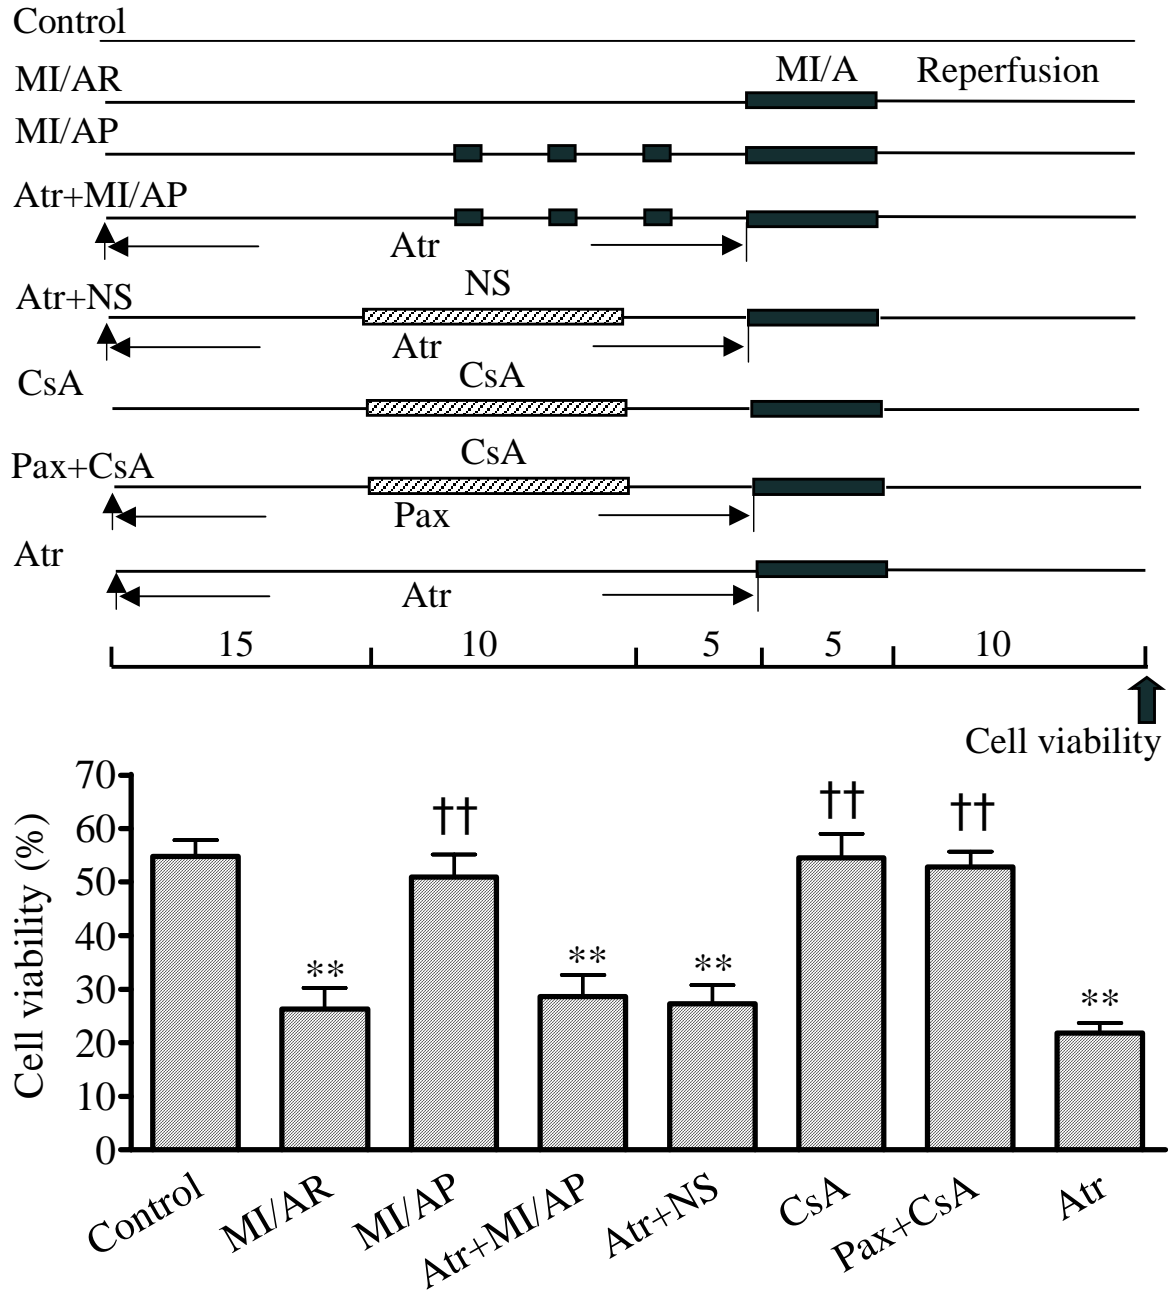 Control
MI/AR
MI/A Reperfusion
MI/AP
Atr+MI/AP
Atr
Atr+NS
NS
Atr
CsA
CsA
Pax+CsA
CsA
Pax
Atr
Atr
15 10 5 5 10
Cell viability
Cell viability (%)
70
60
50
40
30
20
10
0
††
††
††
**
**
**
**
Control MI/AR MI/AP Atr+MI/AP Atr+NS CsA Pax+CsA Atr